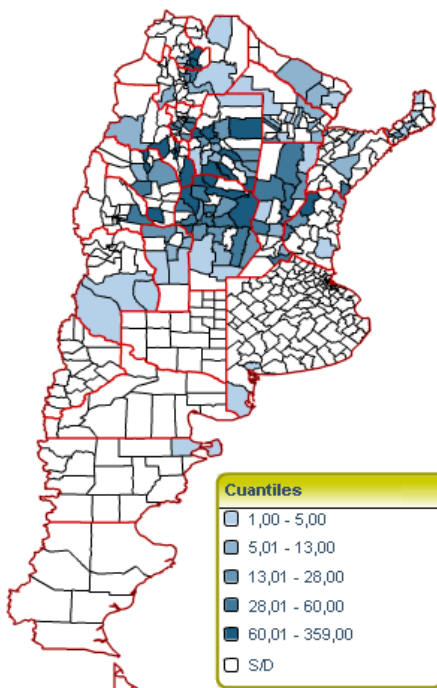 Cuantiles
1,00 - 5,00
5,01 - 13,00
13,01 - 28,00
28,01 - 60,00
60,01 - 359,00
S/D